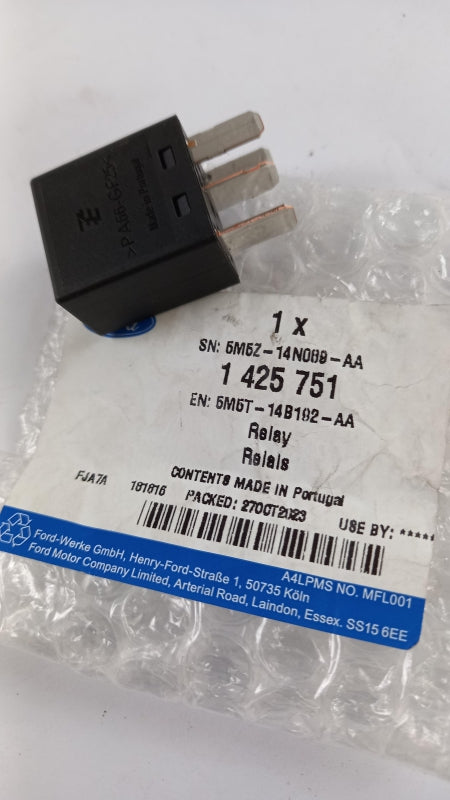 >PA66-GF25<
Made in Portugal
1 X
SN: 5M5Z-14N089-AA
1 425 751
EN: 5M5T-14B192-AA
Relay
Relais
CONTENTS MADE IN Portugal
FJA7A 161616 PACKED: 27OCT2023 USE BY: *****
A4LPMS NO. MFL001
Ford-Werke GmbH, Henry-Ford-Straße 1, 50735 Köln
Ford Motor Company Limited, Arterial Road, Laindon, Essex. SS15 6EE